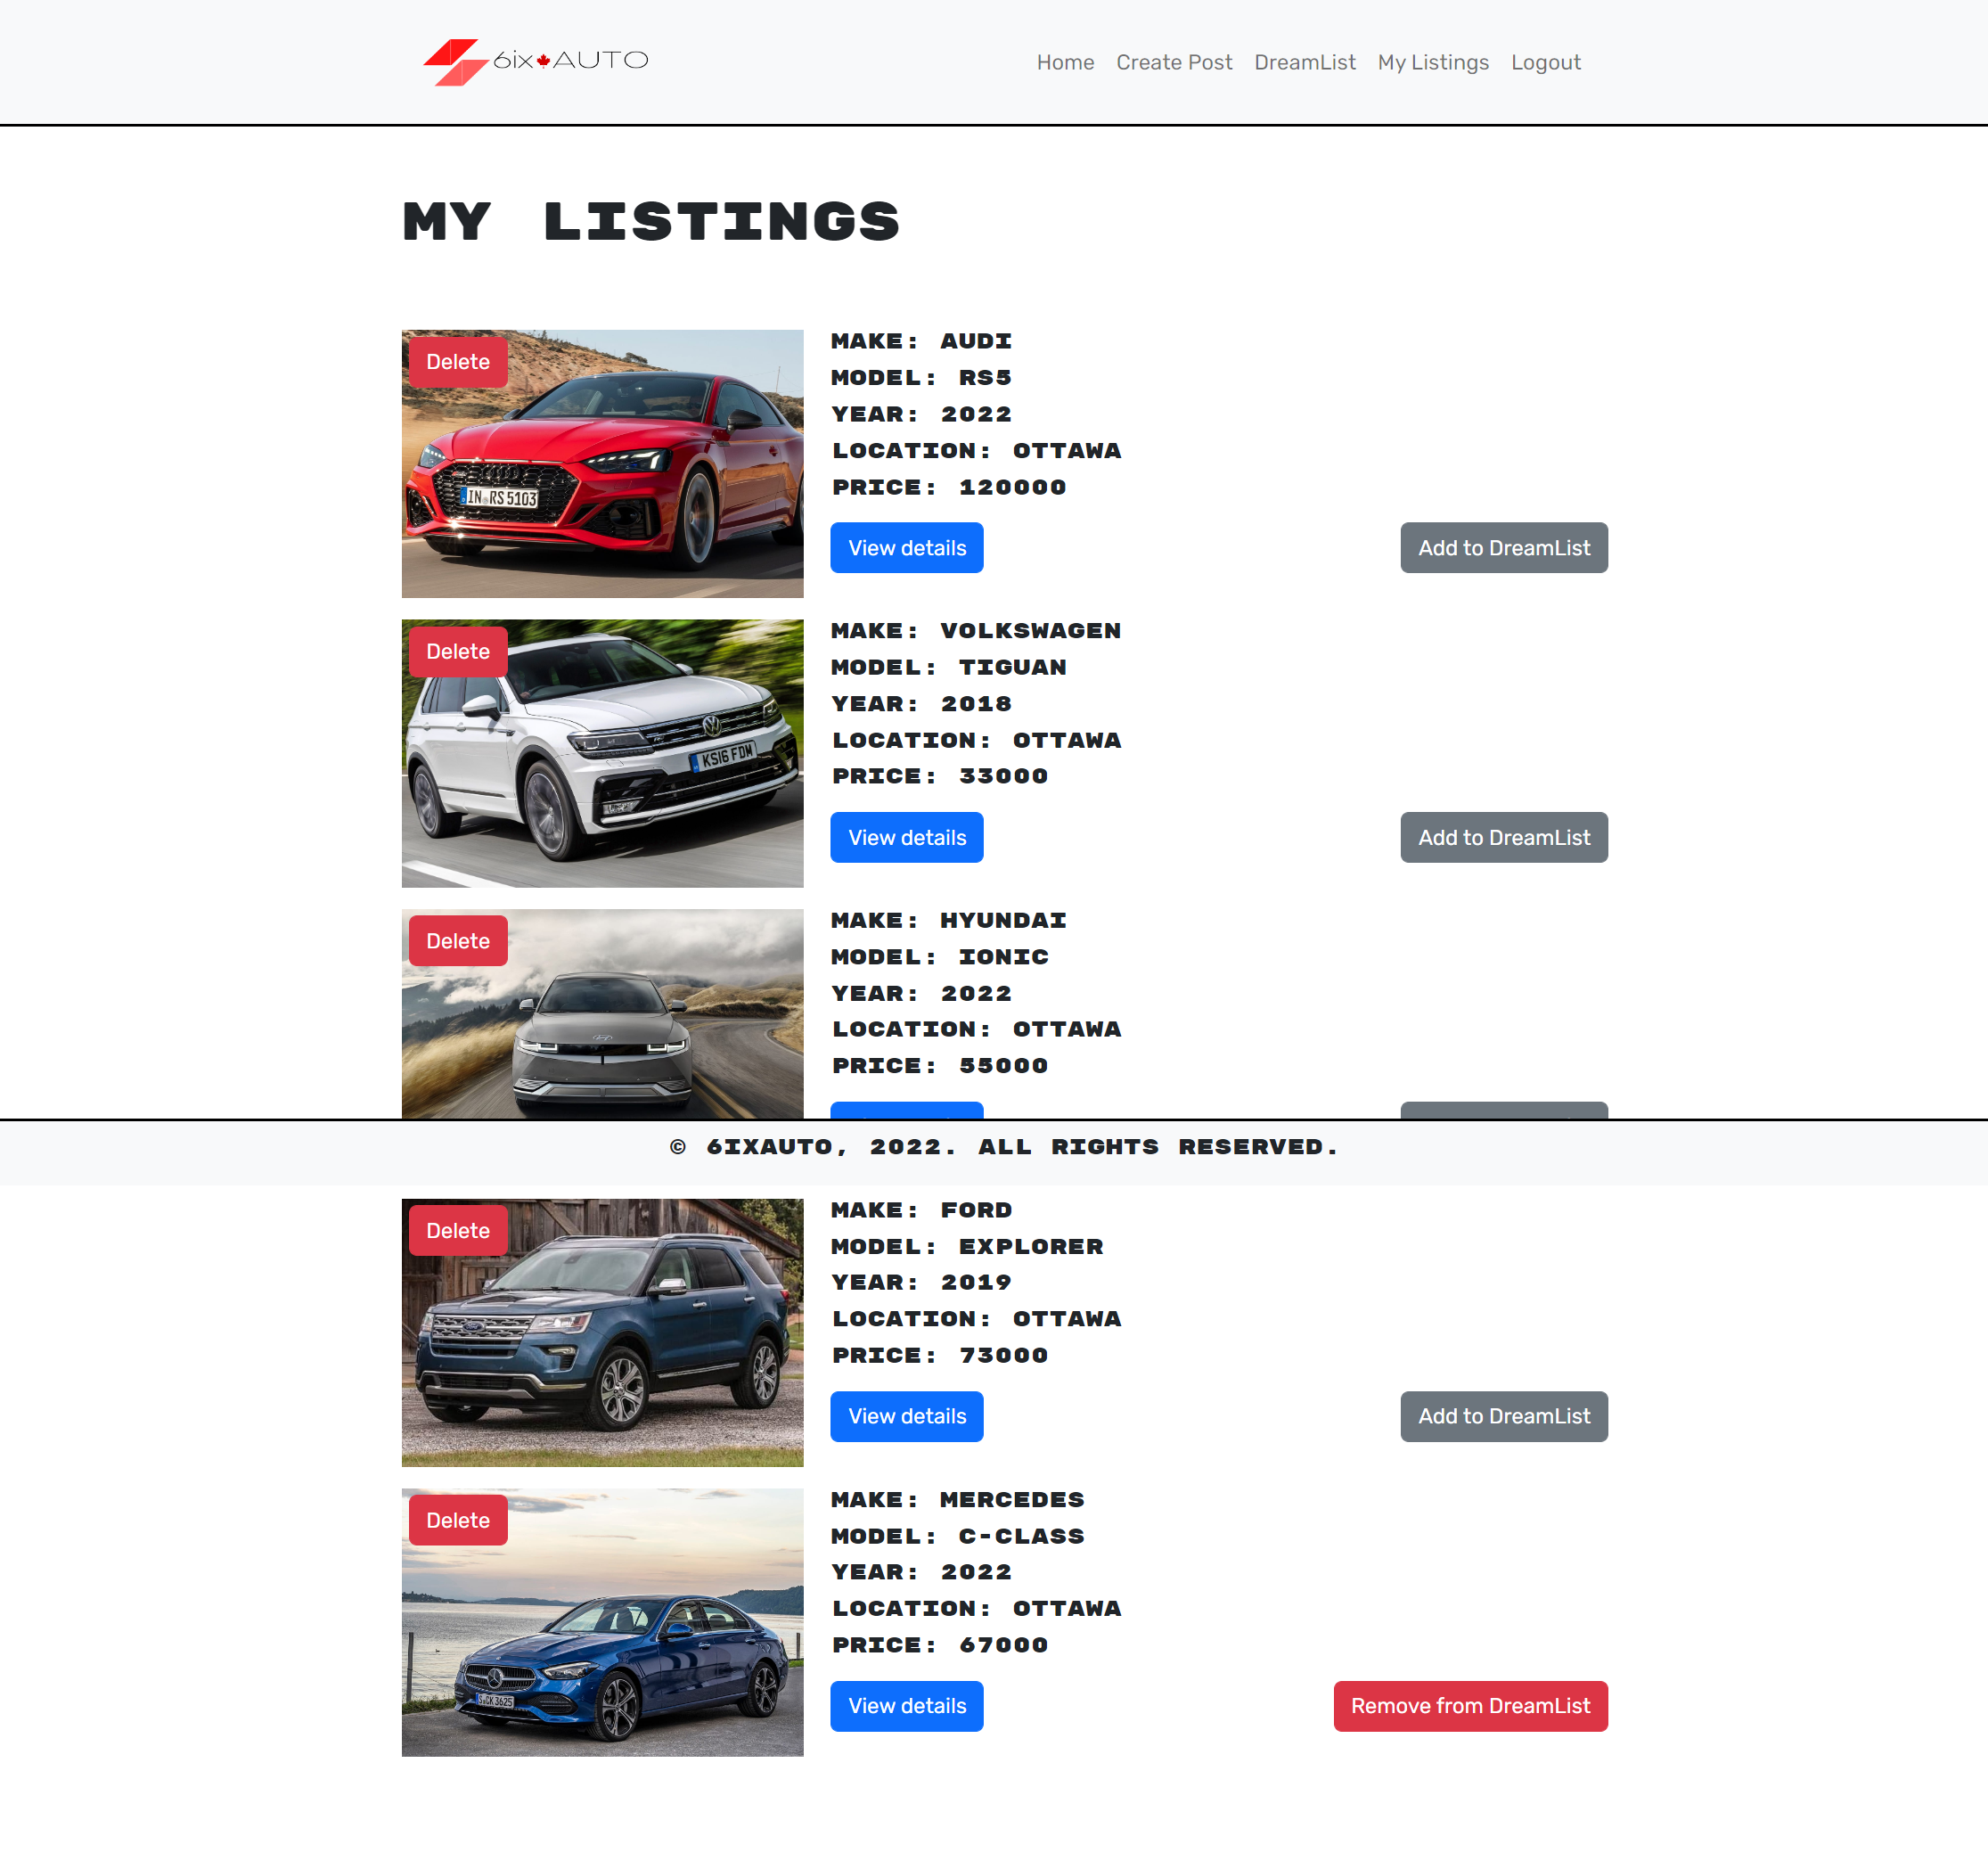 6ix AUTO
Home Create Post DreamList My Listings Logout
MY LISTINGS
Delete
MAKE: AUDI
MODEL: RS5
YEAR: 2022
LOCATION: OTTAWA
PRICE: 120000
IN RS 5103
View details
Add to DreamList
Delete
MAKE: VOLKSWAGEN
MODEL: TIGUAN
YEAR: 2018
LOCATION: OTTAWA
PRICE: 33000
KS16 FDM
View details
Add to DreamList
Delete
MAKE: HYUNDAI
MODEL: IONIC
YEAR: 2022
LOCATION: OTTAWA
PRICE: 55000
© 6IXAUTO, 2022. ALL RIGHTS RESERVED.
Delete
MAKE: FORD
MODEL: EXPLORER
YEAR: 2019
LOCATION: OTTAWA
PRICE: 73000
View details
Add to DreamList
Delete
MAKE: MERCEDES
MODEL: C-CLASS
YEAR: 2022
LOCATION: OTTAWA
PRICE: 67000
S CK 3625
View details
Remove from DreamList